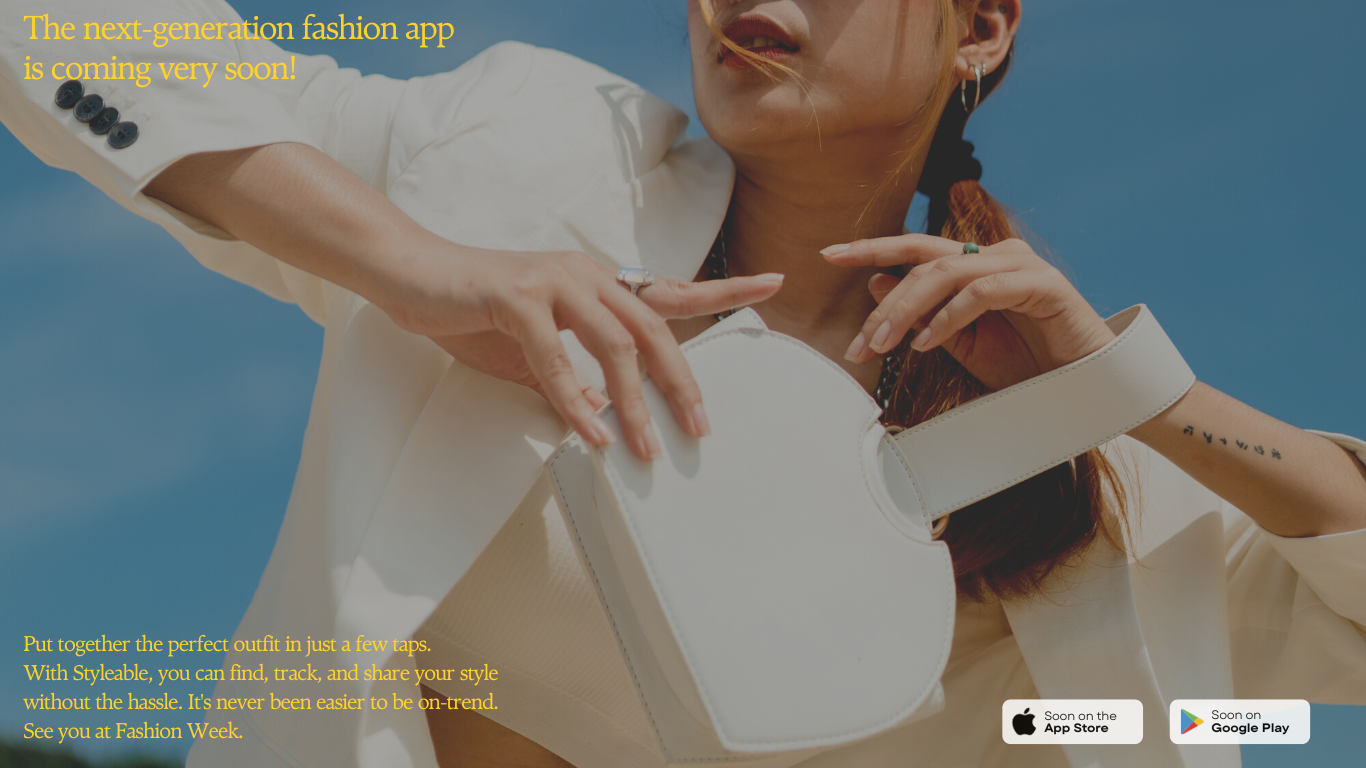 The next-generation fashion app
is coming very soon!
Put together the perfect outfit in just a few taps.
With Styleable, you can find, track, and share your style
without the hassle. It's never been easier to be on-trend.
See you at Fashion Week.
Soon on the
App Store
Soon on
Google Play